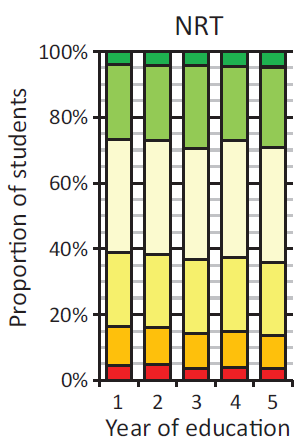 NRT
100%
80%
60%
40%
20%
0%
Proportion of students
1 2 3 4 5
Year of education